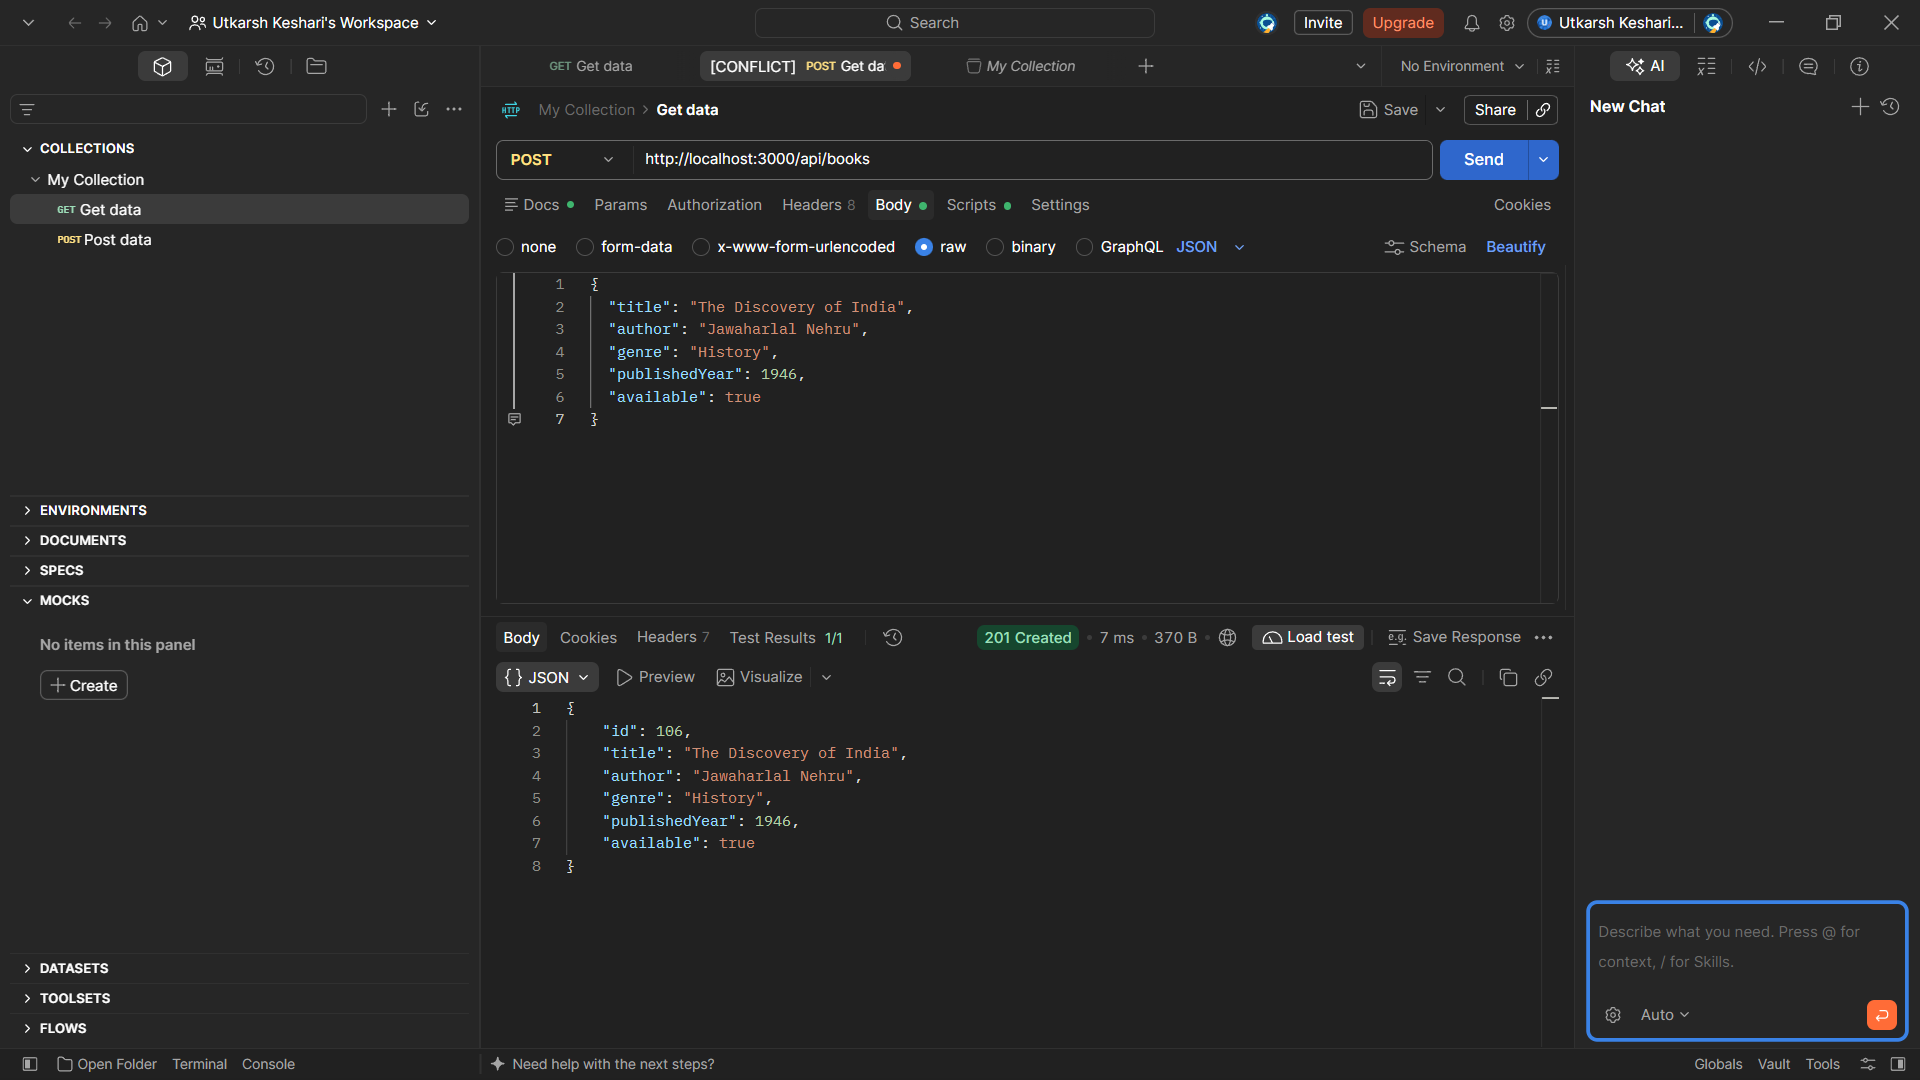 Utkarsh Keshari's Workspace
Search
Invite
Upgrade
Utkarsh Keshari...
GET Get data
[CONFLICT] POST Get da
My Collection
No Environment
AI
COLLECTIONS
My Collection
GET Get data
POST Post data
ENVIRONMENTS
DOCUMENTS
SPECS
MOCKS
No items in this panel
Create
DATASETS
TOOLSETS
FLOWS
HTTP My Collection > Get data
Save
Share
POST
http://localhost:3000/api/books
Send
Docs Params Authorization Headers 8 Body Scripts Settings
Cookies
none form-data x-www-form-urlencoded raw binary GraphQL JSON
Schema Beautify
1 {
2 "title": "The Discovery of India",
3 "author": "Jawaharlal Nehru",
4 "genre": "History",
5 "publishedYear": 1946,
6 "available": true
7 }
Body Cookies Headers 7 Test Results 1/1
201 Created • 7 ms • 370 B
Load test
e.g. Save Response
{} JSON Preview Visualize
1 {
2 "id": 106,
3 "title": "The Discovery of India",
4 "author": "Jawaharlal Nehru",
5 "genre": "History",
6 "publishedYear": 1946,
7 "available": true
8 }
New Chat
Describe what you need. Press @ for
context, / for Skills.
Auto
Open Folder Terminal Console
Need help with the next steps?
Globals Vault Tools